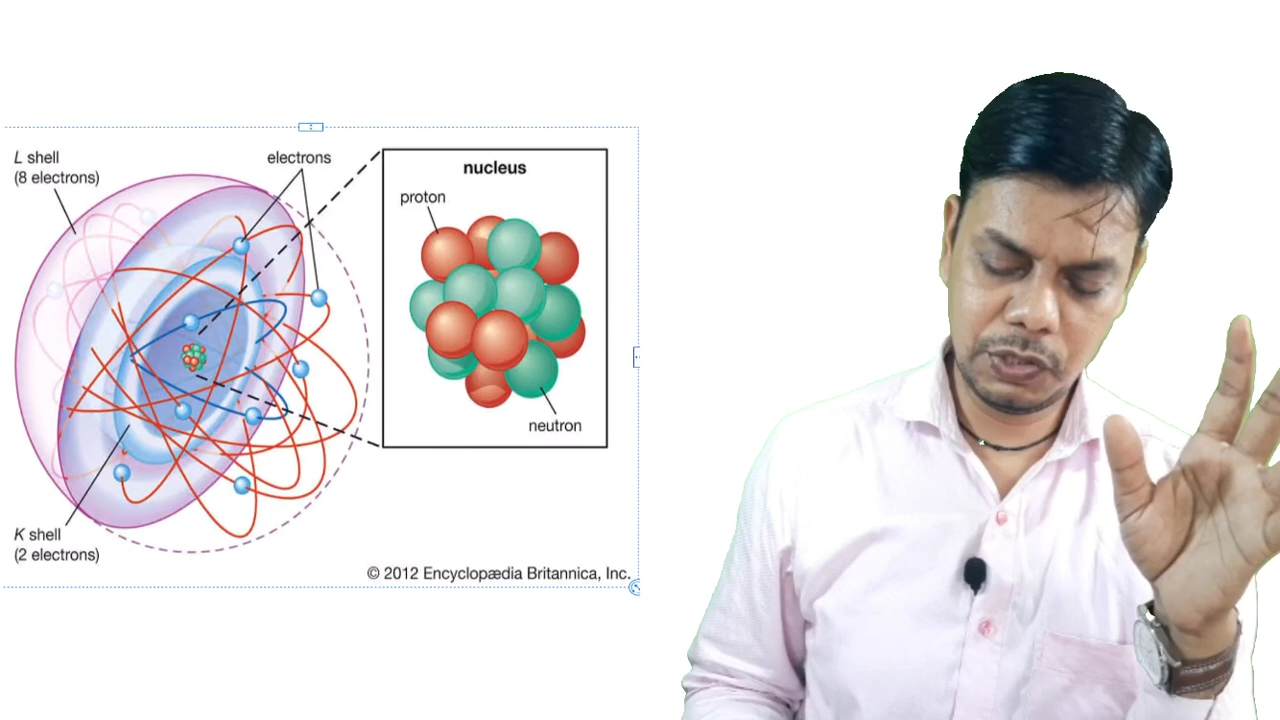 L shell
(8 electrons)
electrons
nucleus
proton
neutron
K shell
(2 electrons)
© 2012 Encyclopædia Britannica, Inc.